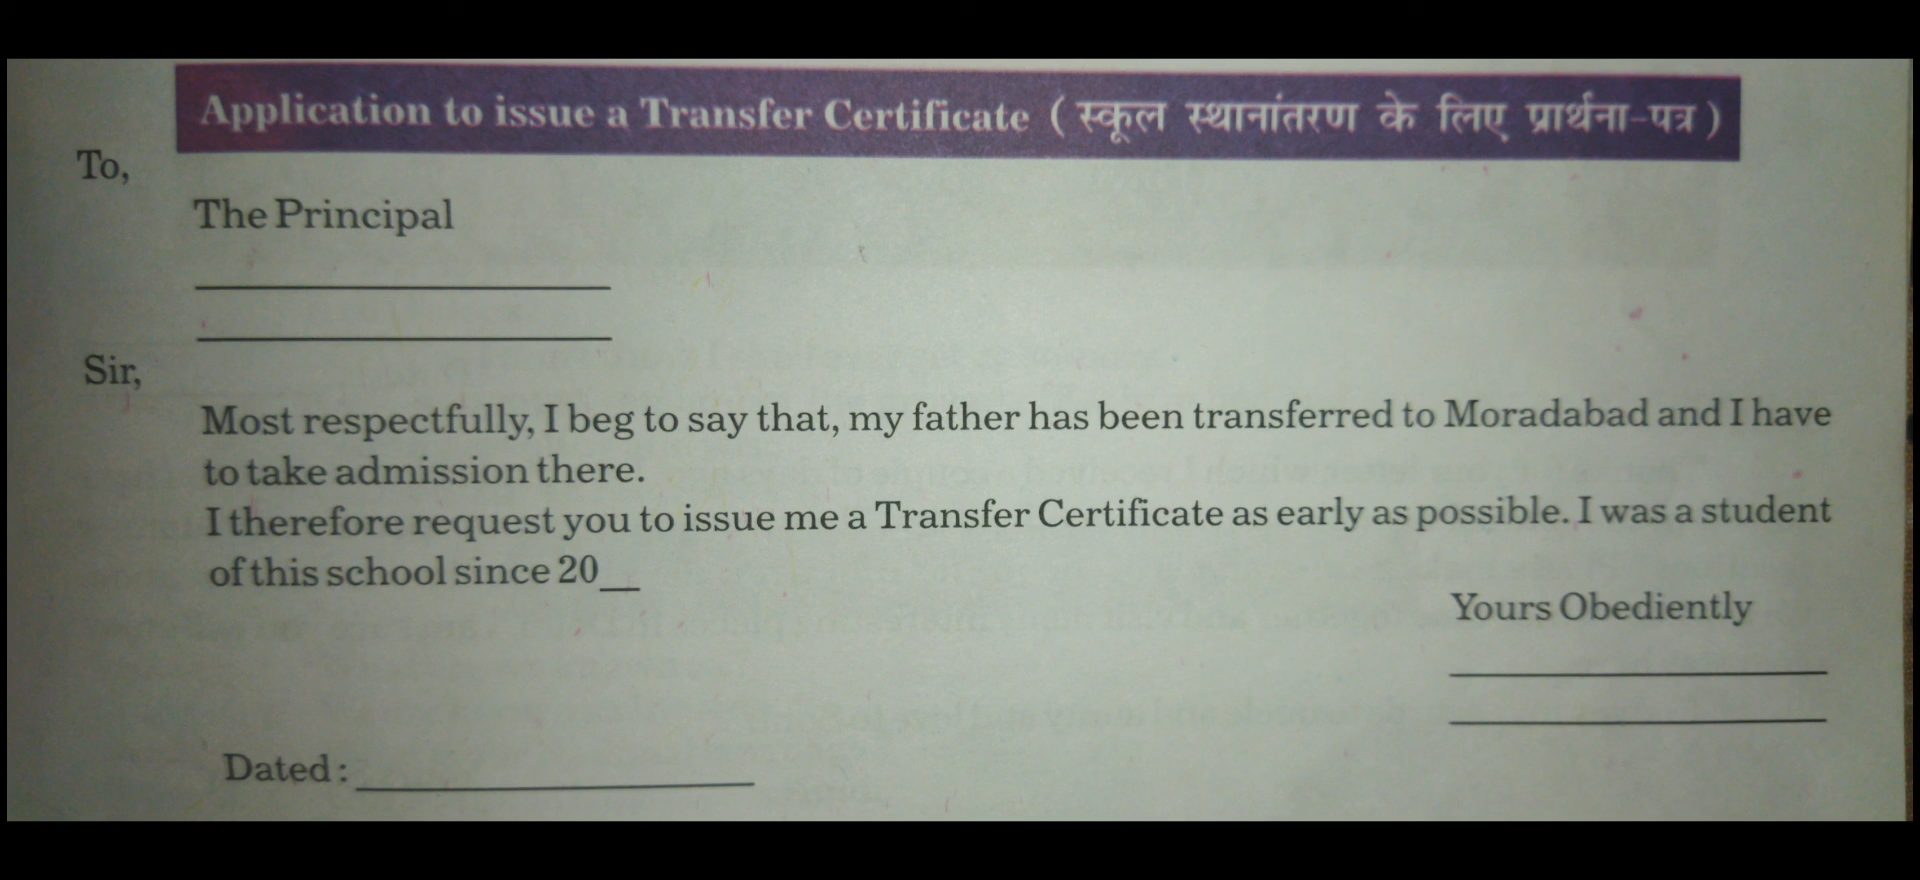 Application to issue a Transfer Certificate ( स्कूल स्थानांतरण के लिए प्रार्थना-पत्र )
To,
The Principal
Sir,
Most respectfully, I beg to say that, my father has been transferred to Moradabad and I have
to take admission there.
I therefore request you to issue me a Transfer Certificate as early as possible. I was a student
of this school since 20__
Yours Obediently
Dated : ____________________